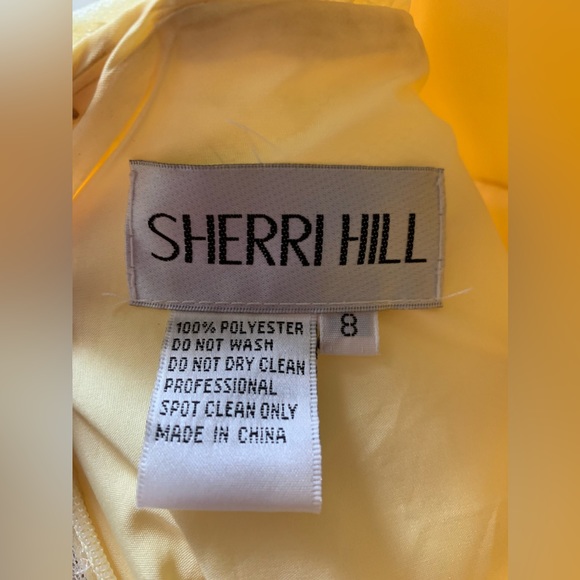 SHERRI HILL
8
100% POLYESTER
DO NOT WASH
DO NOT DRY CLEAN
PROFESSIONAL
SPOT CLEAN ONLY
MADE IN CHINA